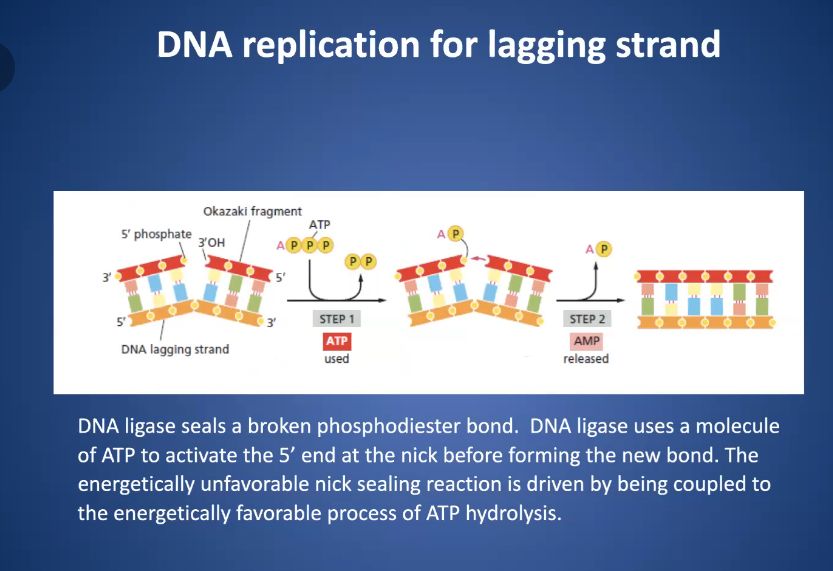 DNA replication for lagging strand
Okazaki fragment
5′ phosphate
3′OH
ATP
A P P P
P P
3′
5′
5′
3′
DNA lagging strand
STEP 1
ATP
used
A P
A P
STEP 2
AMP
released
DNA ligase seals a broken phosphodiester bond.  DNA ligase uses a molecule
of ATP to activate the 5′ end at the nick before forming the new bond. The
energetically unfavorable nick sealing reaction is driven by being coupled to
the energetically favorable process of ATP hydrolysis.